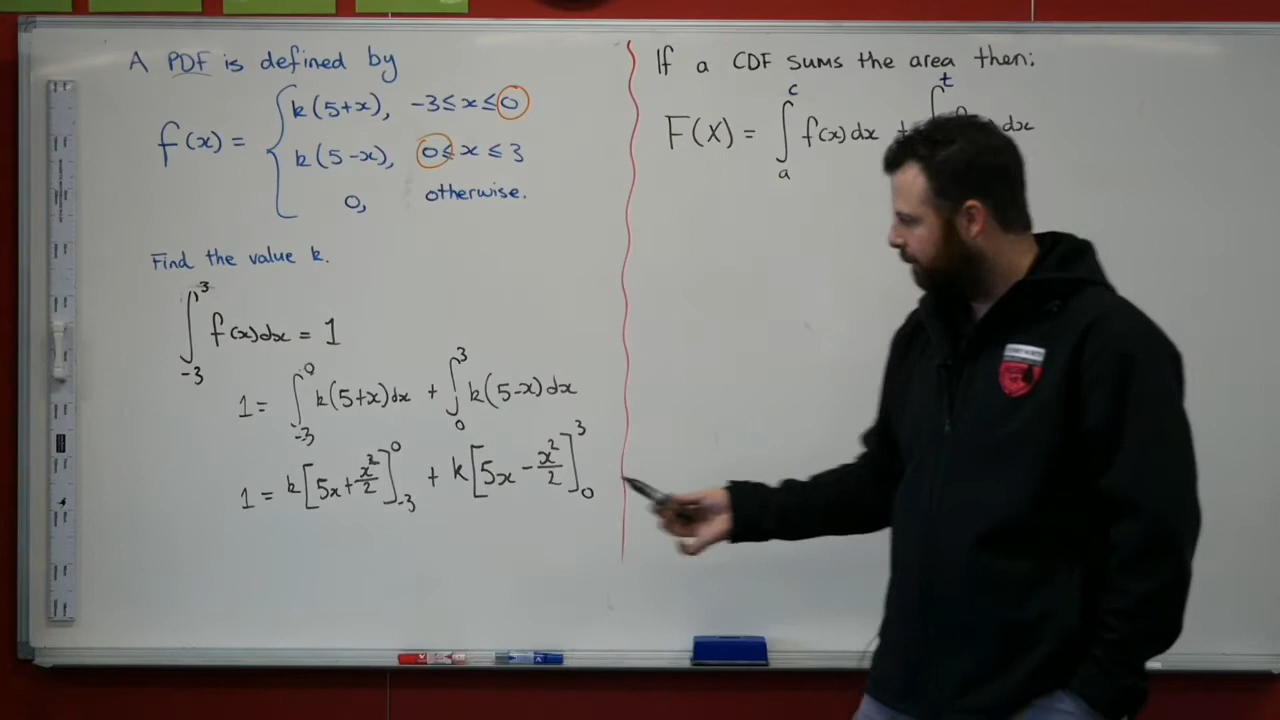 A PDF is defined by
f(x) = { k(5+x), -3 ≤ x ≤ 0
k(5-x), 0 ≤ x ≤ 3
0, otherwise.
Find the value k.
∫_{-3}^{3} f(x)dx = 1
1 = ∫_{-3}^{0} k(5+x)dx + ∫_{0}^{3} k(5-x)dx
1 = k[5x + x²/2]_{-3}^{0} + k[5x - x²/2]_{0}^{3}
If a CDF sums the area then:
F(X) = ∫_{a}^{c} f(x)dx + ∫^{t} dx